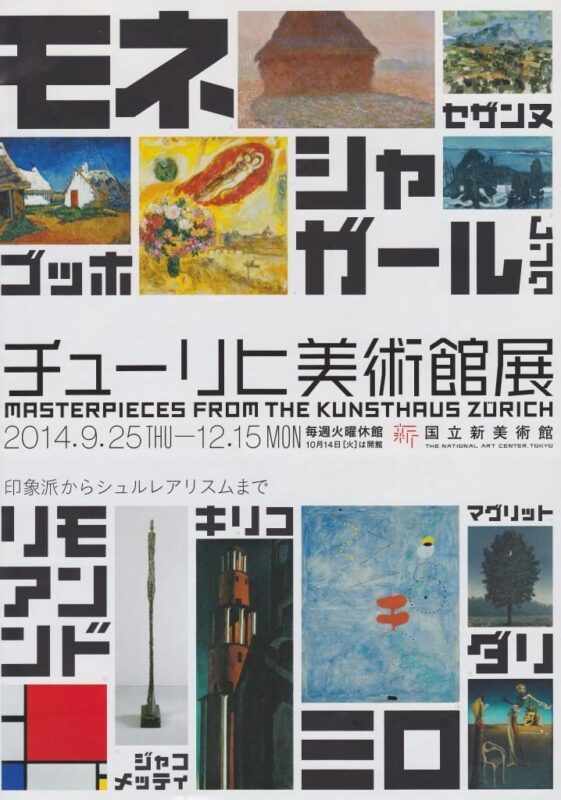 モネ
セザンヌ
シャ
ガール
ムンク
ゴッホ
チューリヒ美術館展
MASTERPIECES FROM THE KUNSTHAUS ZÜRICH
2014.9.25 THU—12.15 MON 毎週火曜休館
10月14日[火]は開館
新 国立新美術館
THE NATIONAL ART CENTER, TOKYO
印象派からシュルレアリスムまで
モンド
リアン
ジャコ
メッティ
キリコ
ミロ
マグリット
ダリ